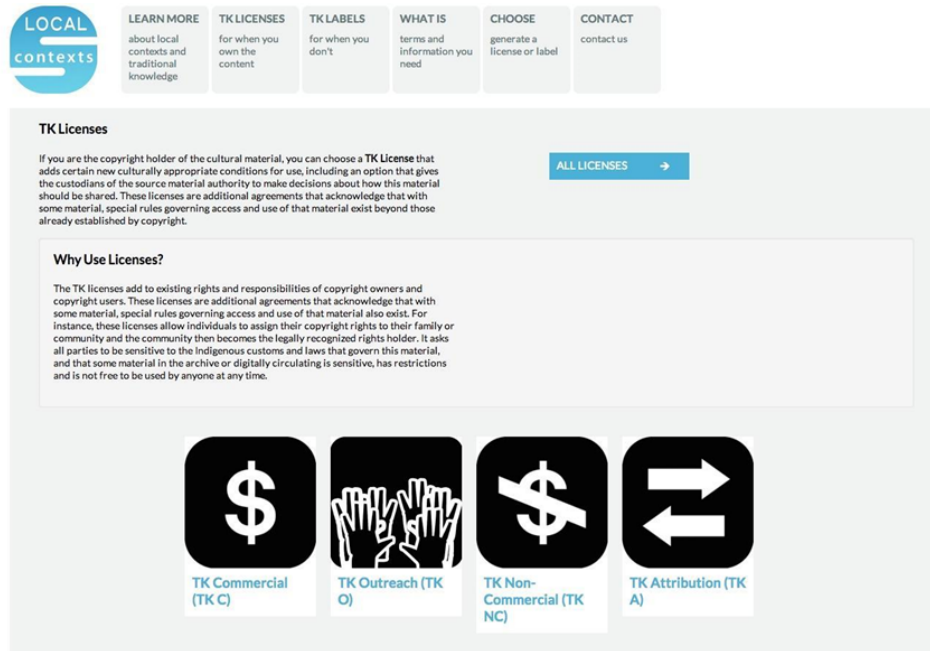 LOCAL
contexts
LEARN MORE
about local
contexts and
traditional
knowledge
TK LICENSES
for when you
own the
content
TK LABELS
for when you
don't
WHAT IS
terms and
information you
need
CHOOSE
generate a
license or label
CONTACT
contact us
TK Licenses
If you are the copyright holder of the cultural material, you can choose a TK License that
adds certain new culturally appropriate conditions for use, including an option that gives
the custodians of the source material authority to make decisions about how this material
should be shared. These licenses are additional agreements that acknowledge that with
some material, special rules governing access and use of that material exist beyond those
already established by copyright.
ALL LICENSES →
Why Use Licenses?
The TK licenses add to existing rights and responsibilities of copyright owners and
copyright users. These licenses are additional agreements that acknowledge that with
some material, special rules governing access and use of that material also exist. For
instance, these licenses allow individuals to assign their copyright rights to their family or
community and the community then becomes the legally recognized rights holder. It asks
all parties to be sensitive to the Indigenous customs and laws that govern this material,
and that some material in the archive or digitally circulating is sensitive, has restrictions
and is not free to be used by anyone at any time.
$
$
TK Commercial
(TK C)
TK Outreach (TK
O)
TK Non-
Commercial (TK
NC)
TK Attribution (TK
A)